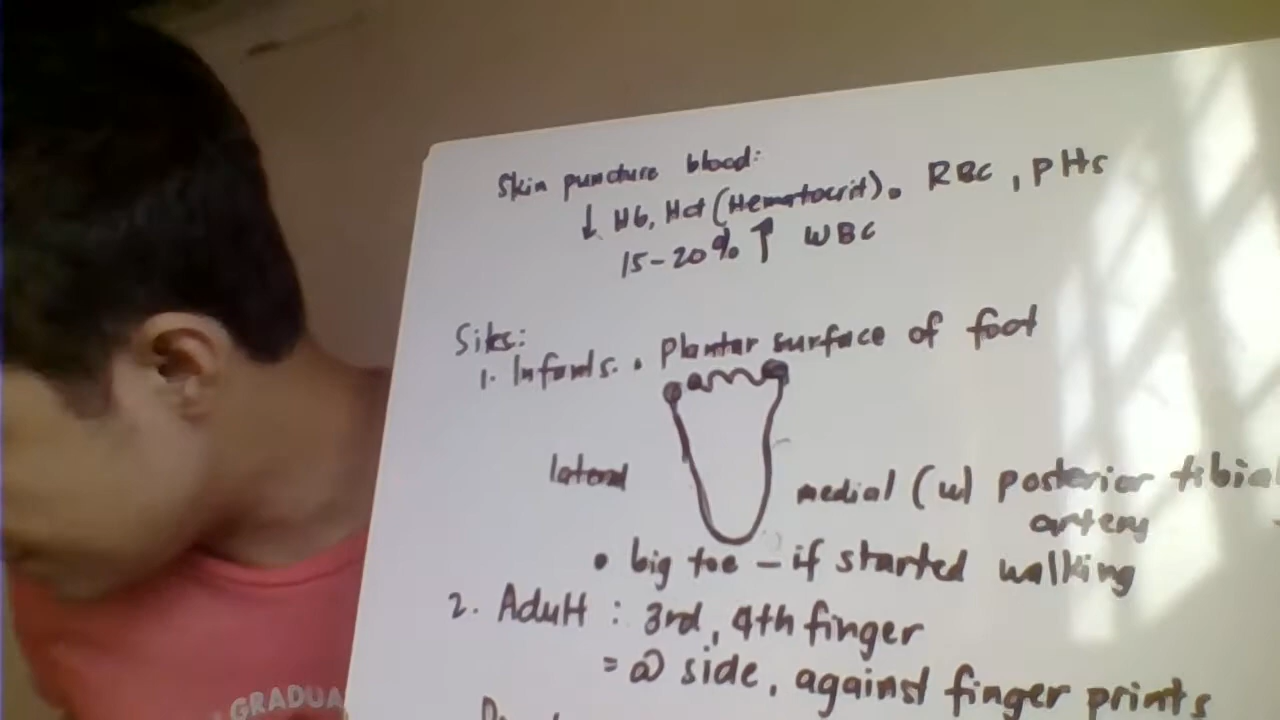 Skin puncture blood:
↓ Hb, Hct (Hematocrit). RBC, pHs
15-20% ↑ WBC
Sites:
1. Infants. • Plantar surface of foot
lateral
medial (w) posterior tibial
artery
• big toe - if started walking
2. Adult : 3rd, 4th finger
= @ side, against finger prints
GRADUA